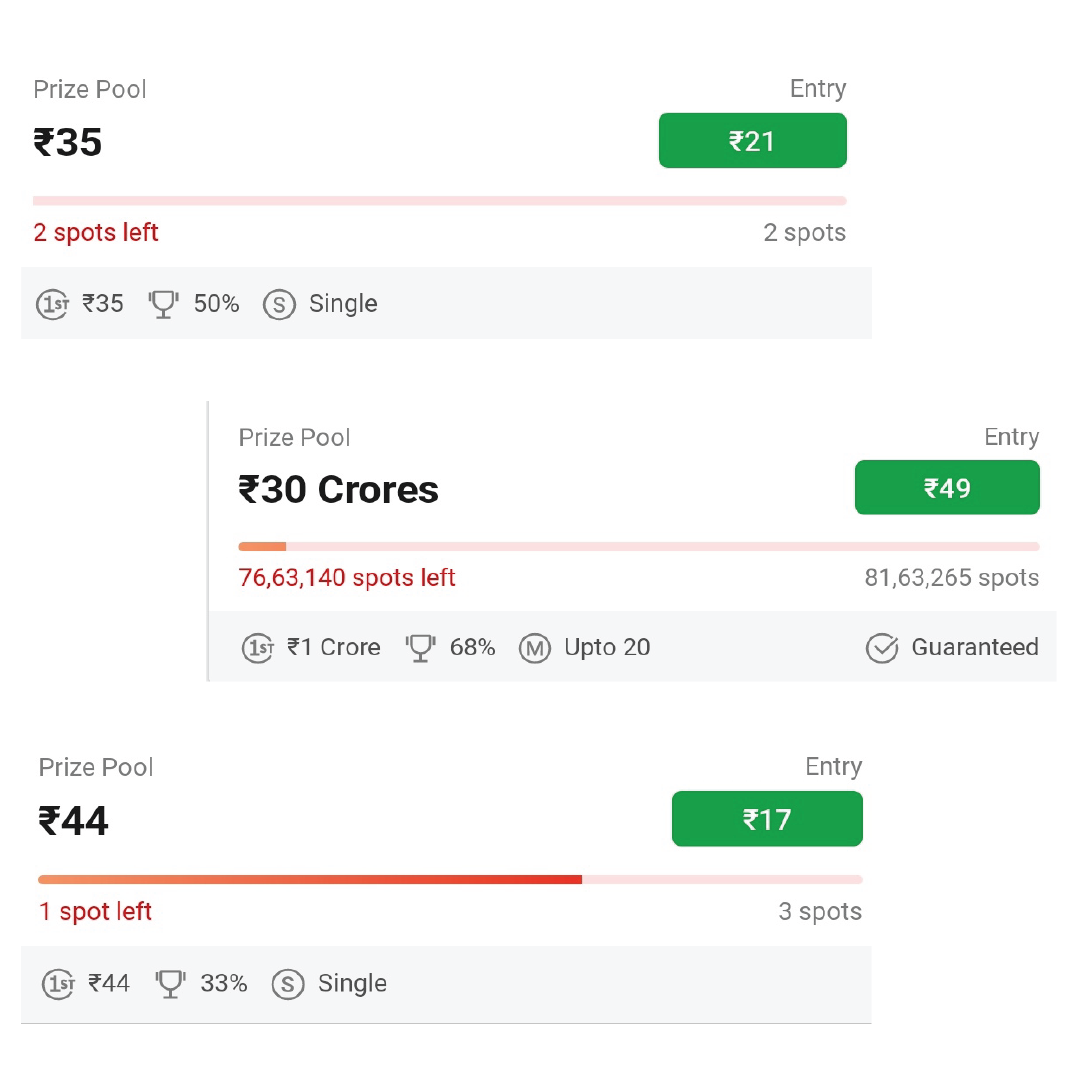 Prize Pool Entry
₹35 ₹21
2 spots left 2 spots
1ST ₹35 50% S Single
Prize Pool Entry
₹30 Crores ₹49
76,63,140 spots left 81,63,265 spots
1ST ₹1 Crore 68% M Upto 20 Guaranteed
Prize Pool Entry
₹44 ₹17
1 spot left 3 spots
1ST ₹44 33% S Single